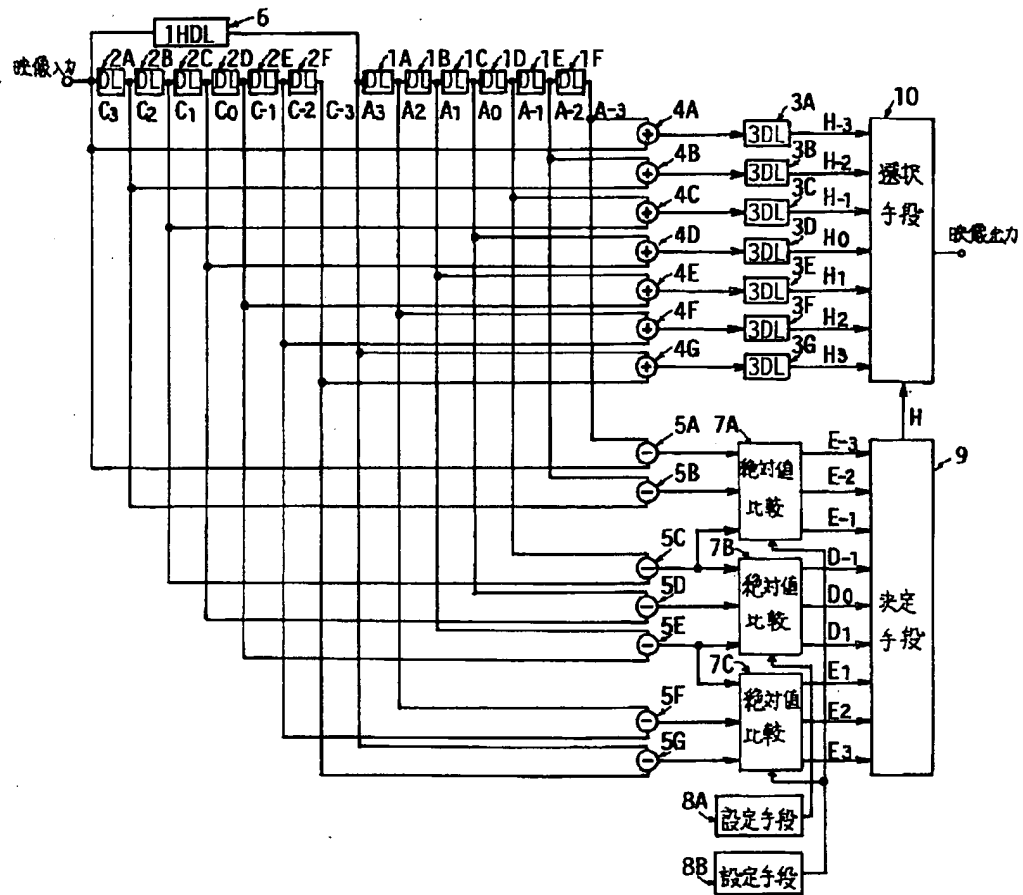 6
1HDL
映像入力
2A 2B 2C 2D 2E 2F 1A 1B 1C 1D 1E 1F
DL DL DL DL DL DL DL DL DL DL DL DL
C3 C2 C1 C0 C-1 C-2 C-3 A3 A2 A1 A0 A-1 A-2 A-3
4A 3A 3DL H-3
4B 3B 3DL H-2
4C 3C 3DL H-1
4D 3D 3DL H0
4E 3E 3DL H1
4F 3F 3DL H2
4G 3G 3DL H3
10
選択
手段
映像出力
H
5A 7A E-3 9
5B E-2
絶対値
比較
E-1
5C 7B D-1
5D D0
絶対値
比較
5E D1
決定
手段
7C E1
5F E2
絶対値
比較
5G E3
8A 設定手段
8B 設定手段